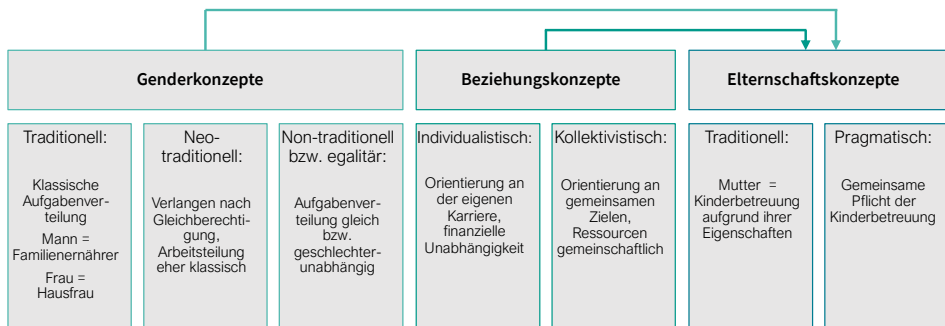 Genderkonzepte
Beziehungskonzepte
Elternschaftskonzepte
Traditionell:
Klassische
Aufgabenver-
teilung
Mann =
Familienernährer
Frau =
Hausfrau
Neo-
traditionell:
Verlangen nach
Gleichberechti-
gung,
Arbeitsteilung
eher klassisch
Non-traditionell
bzw. egalitär:
Aufgabenver-
teilung gleich
bzw.
geschlechter-
unabhängig
Individualistisch:
Orientierung an
der eigenen
Karriere,
finanzielle
Unabhängigkeit
Kollektivistisch:
Orientierung an
gemeinsamen
Zielen,
Ressourcen
gemeinschaftlich
Traditionell:
Mutter =
Kinderbetreuung
aufgrund ihrer
Eigenschaften
Pragmatisch:
Gemeinsame
Pflicht der
Kinderbetreuung